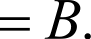 = B.